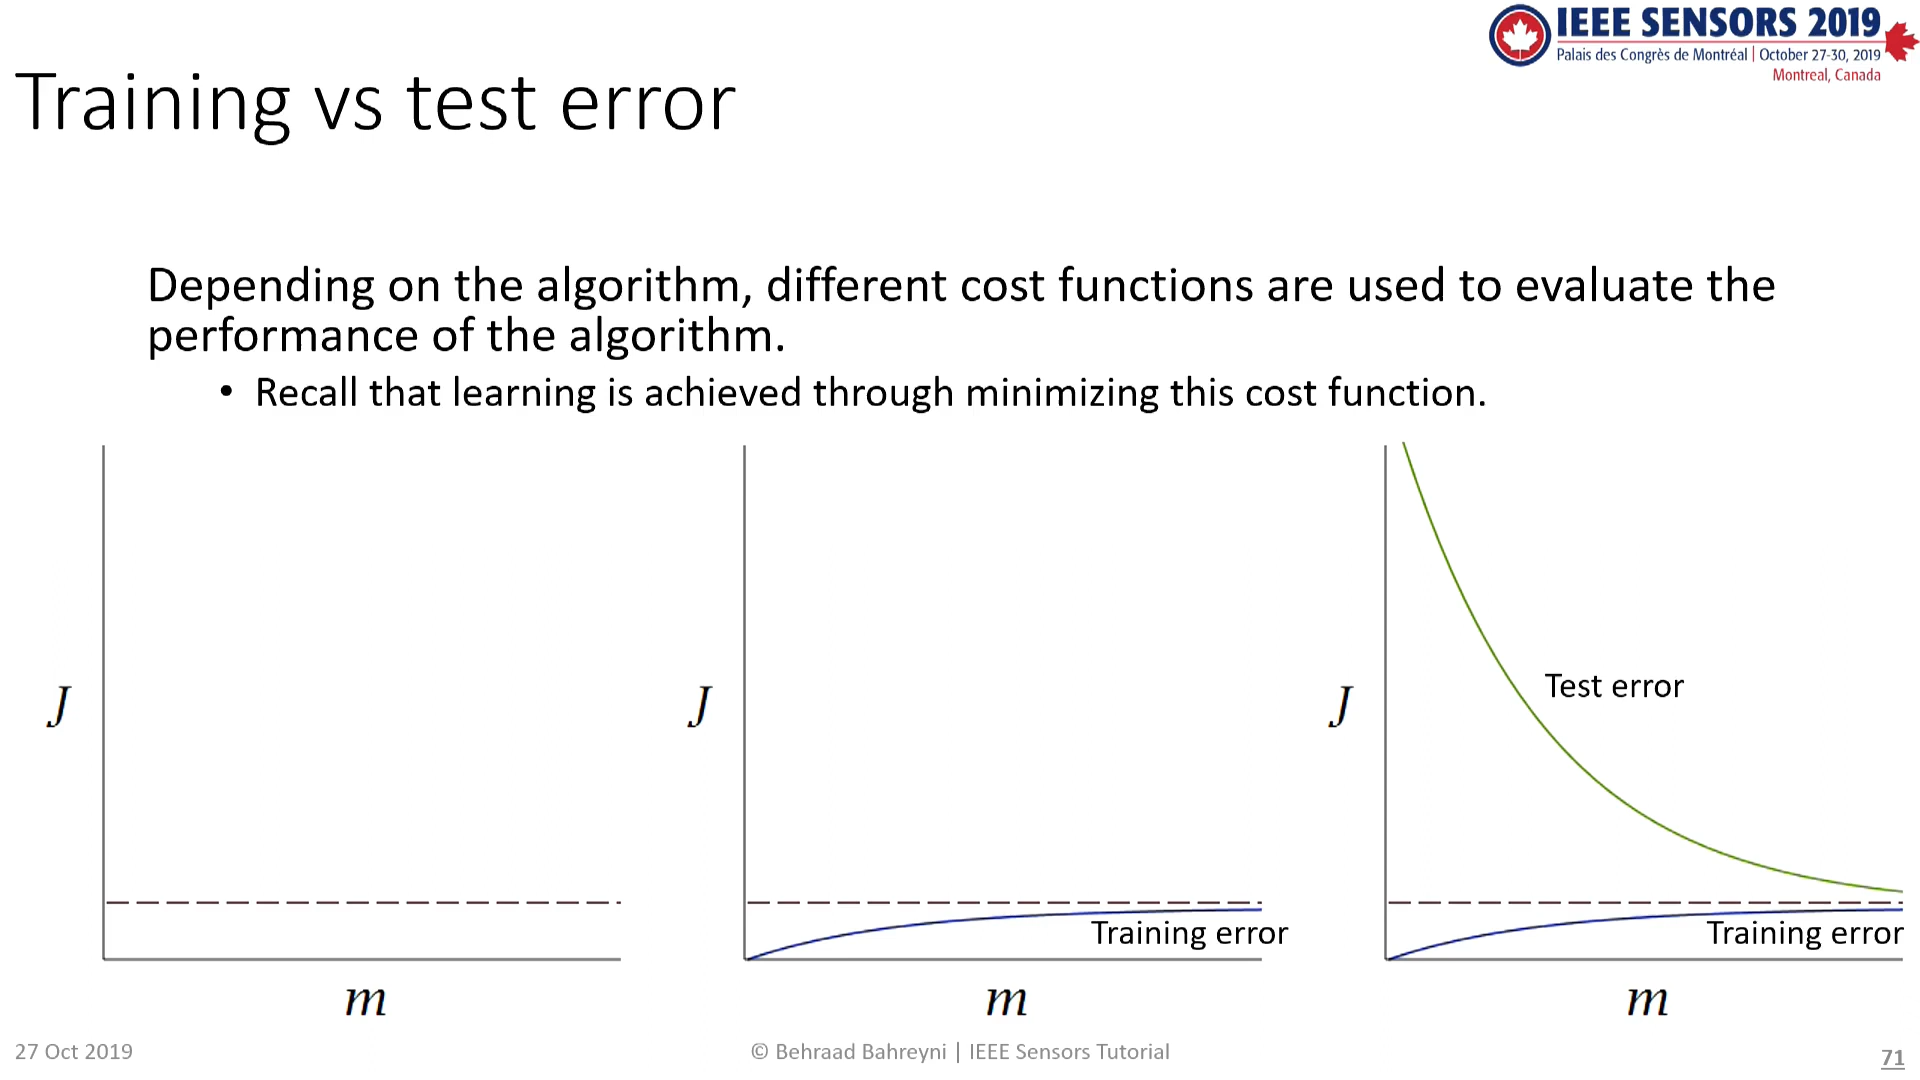 IEEE SENSORS 2019
Palais des Congrès de Montréal | October 27-30, 2019
Montreal, Canada
Training vs test error
Depending on the algorithm, different cost functions are used to evaluate the
performance of the algorithm.
• Recall that learning is achieved through minimizing this cost function.
J
J
J
Test error
Training error
Training error
m
m
m
27 Oct 2019
© Behraad Bahreyni | IEEE Sensors Tutorial
71